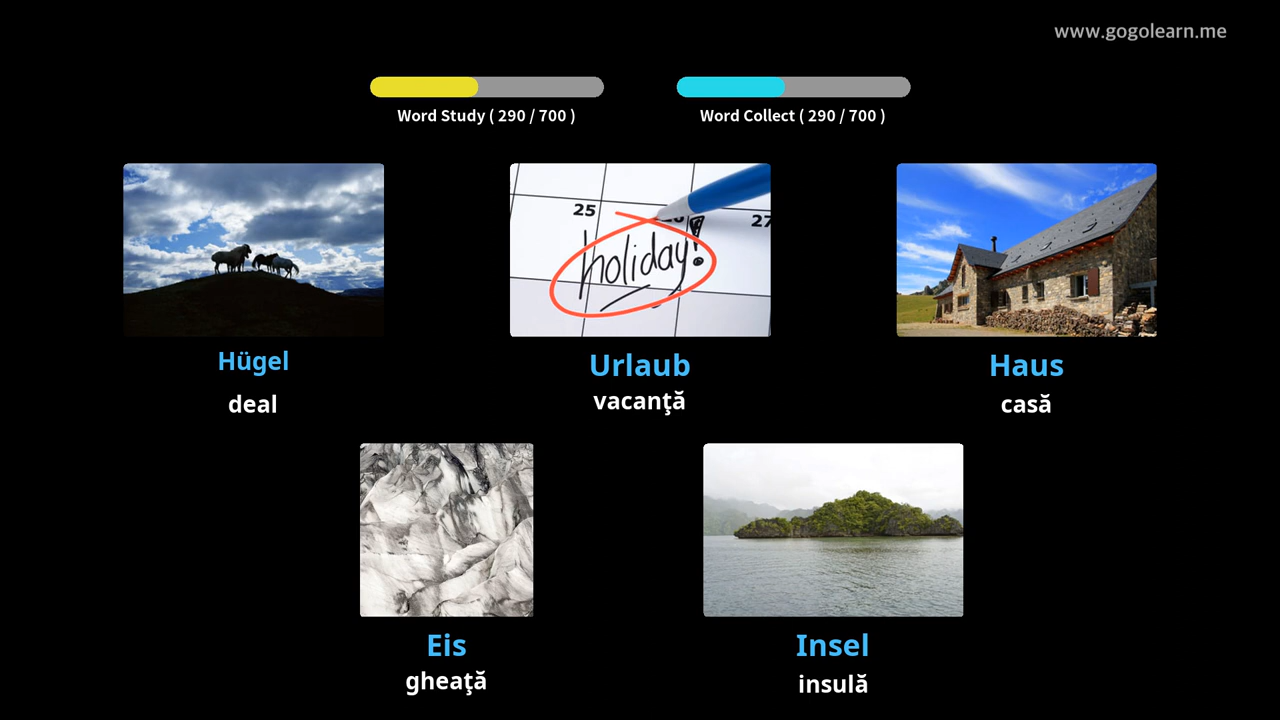 www.gogolearn.me
Word Study ( 290 / 700 )
Word Collect ( 290 / 700 )
25
27
holiday!
Hügel
deal
Urlaub
vacanţă
Haus
casă
Eis
gheaţă
Insel
insulă